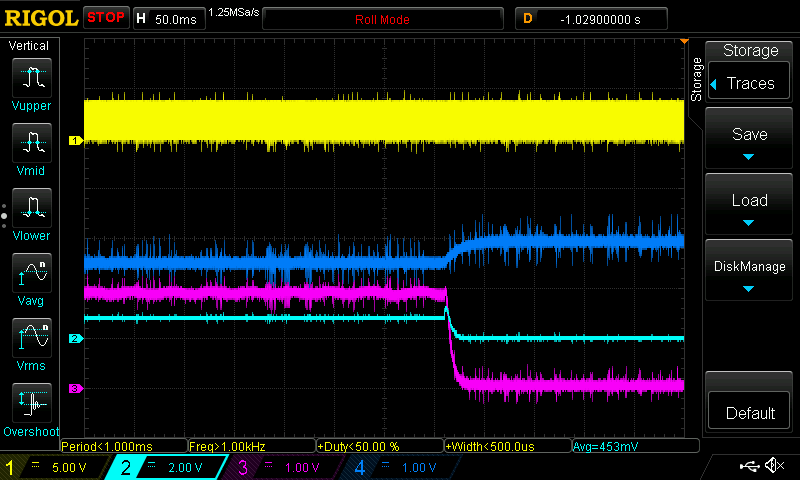 RIGOL STOP H 50.0ms 1.25MSa/s Roll Mode D -1.02900000 s
Vertical
Vupper
Vmid
Vlower
Vavg
Vrms
Overshoot
1
2
3
Storage
Storage
Traces
Save
Load
DiskManage
Default
Period<1.000ms Freq>1.00kHz +Duty<50.00 % +Width<500.0us Avg=453mV
1 5.00 V 2 2.00 V 3 1.00 V 4 1.00 V